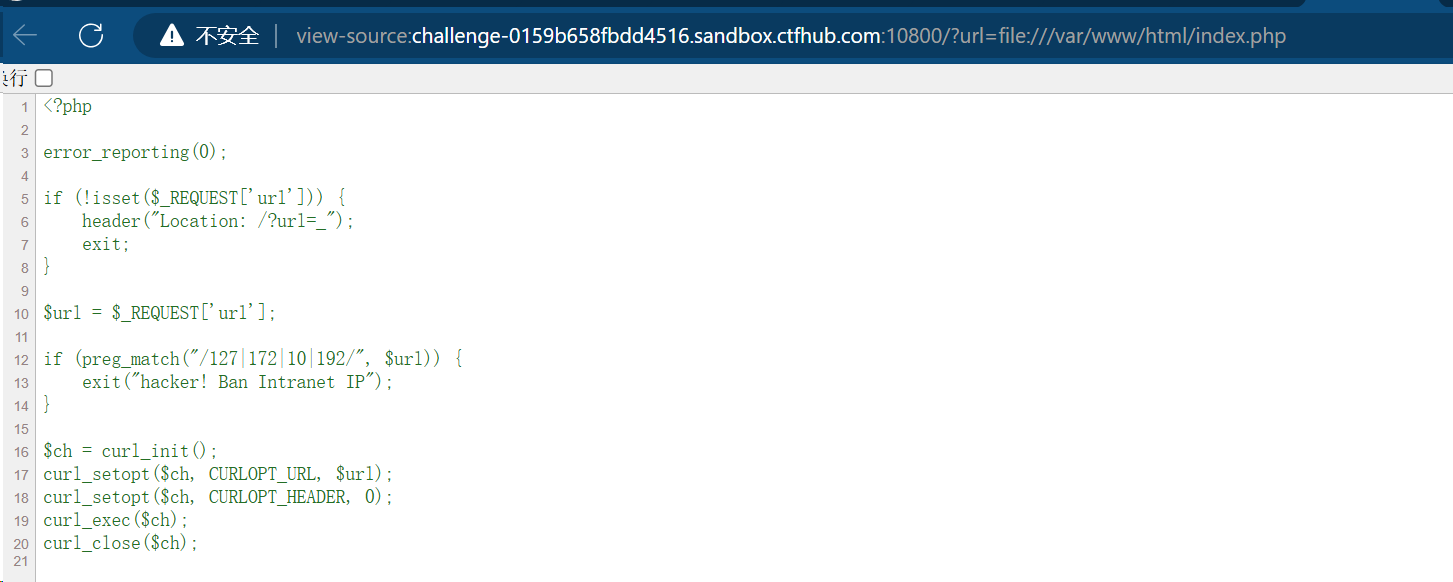 不安全 view-source:challenge-0159b658fbdd4516.sandbox.ctfhub.com:10800/?url=file:///var/www/html/index.php
行
1 <?php
2
3 error_reporting(0);
4
5 if (!isset($_REQUEST['url'])) {
6     header("Location: /?url=_");
7     exit;
8 }
9
10 $url = $_REQUEST['url'];
11
12 if (preg_match("/127|172|10|192/", $url)) {
13     exit("hacker! Ban Intranet IP");
14 }
15
16 $ch = curl_init();
17 curl_setopt($ch, CURLOPT_URL, $url);
18 curl_setopt($ch, CURLOPT_HEADER, 0);
19 curl_exec($ch);
20 curl_close($ch);
21